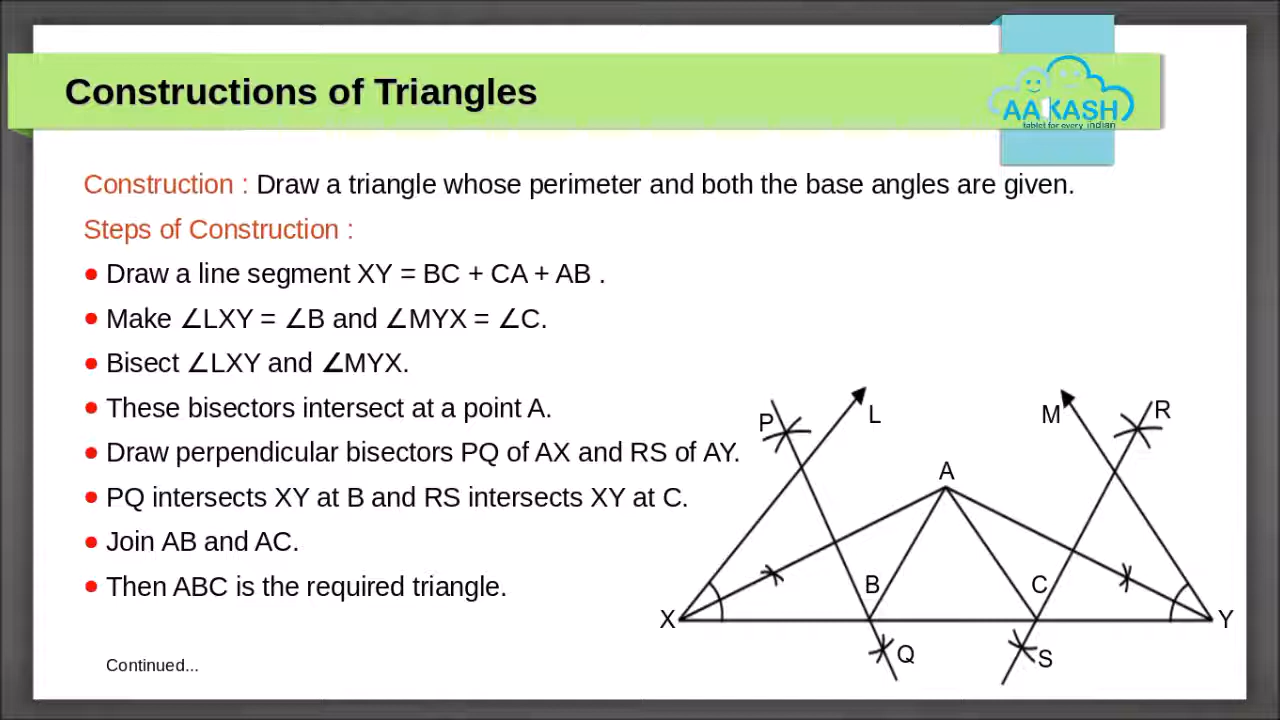 Constructions of Triangles
AAKASH
tablet for every indian
Construction : Draw a triangle whose perimeter and both the base angles are given.
Steps of Construction :
● Draw a line segment XY = BC + CA + AB .
● Make ∠LXY = ∠B and ∠MYX = ∠C.
● Bisect ∠LXY and ∠MYX.
● These bisectors intersect at a point A.
● Draw perpendicular bisectors PQ of AX and RS of AY.
● PQ intersects XY at B and RS intersects XY at C.
● Join AB and AC.
● Then ABC is the required triangle.
P L M R
A
B C
X Y
Q S
Continued...